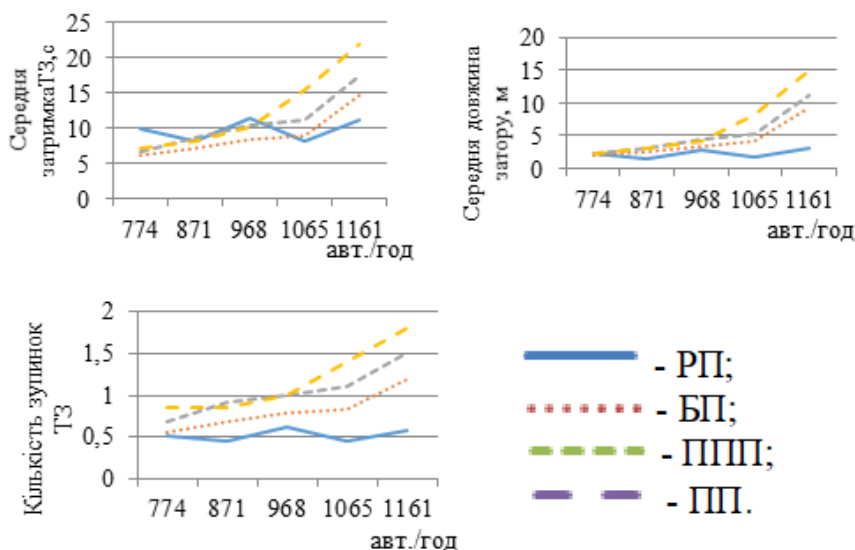 Середня
затримкаТЗ,с
25
20
15
10
5
0
774 871 968 1065 1161
авт./год
Середня довжина
затору, м
20
15
10
5
0
774 871 968 1065 1161
авт./год
Кількість зупинок
ТЗ
2
1,5
1
0,5
0
774 871 968 1065 1161
авт./год
- РП;
- БП;
- ППП;
- ПП.